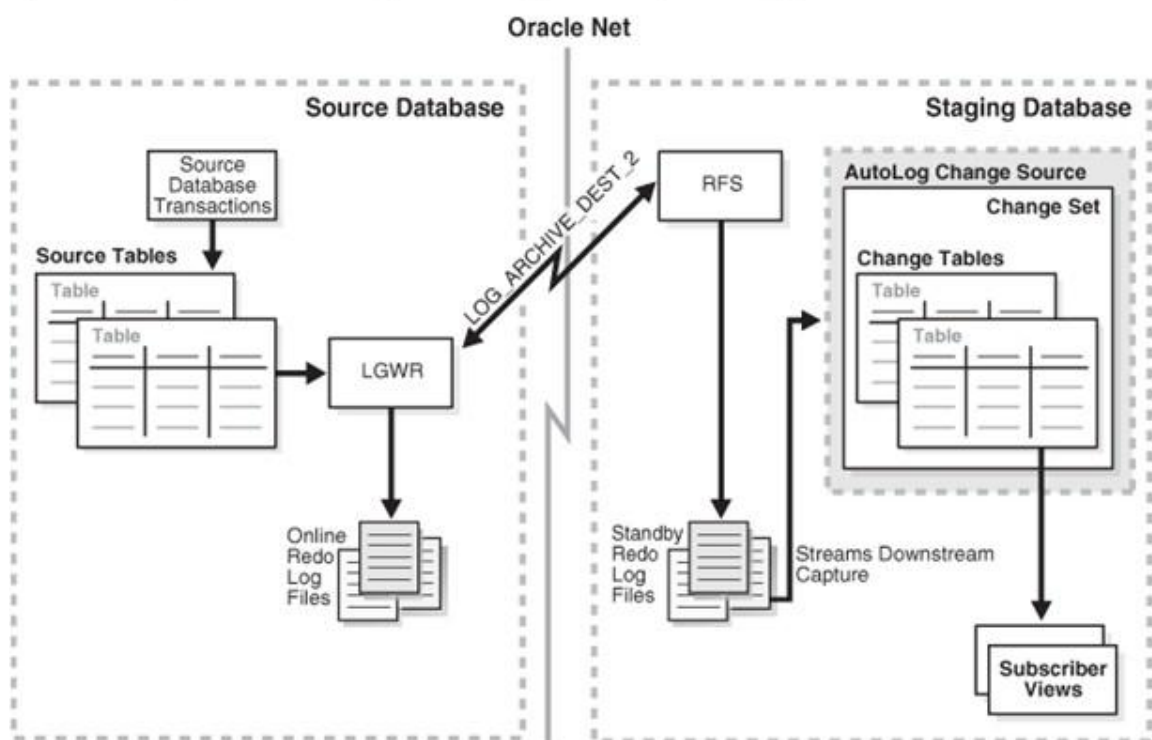 Oracle Net
Source Database
Source
Database
Transactions
Source Tables
Table
Table
LGWR
Online
Redo
Log
Files
LOG_ARCHIVE_DEST_2
Staging Database
RFS
Standby
Redo
Log
Files
Streams Downstream
Capture
AutoLog Change Source
Change Set
Change Tables
Table
Table
Subscriber
Views